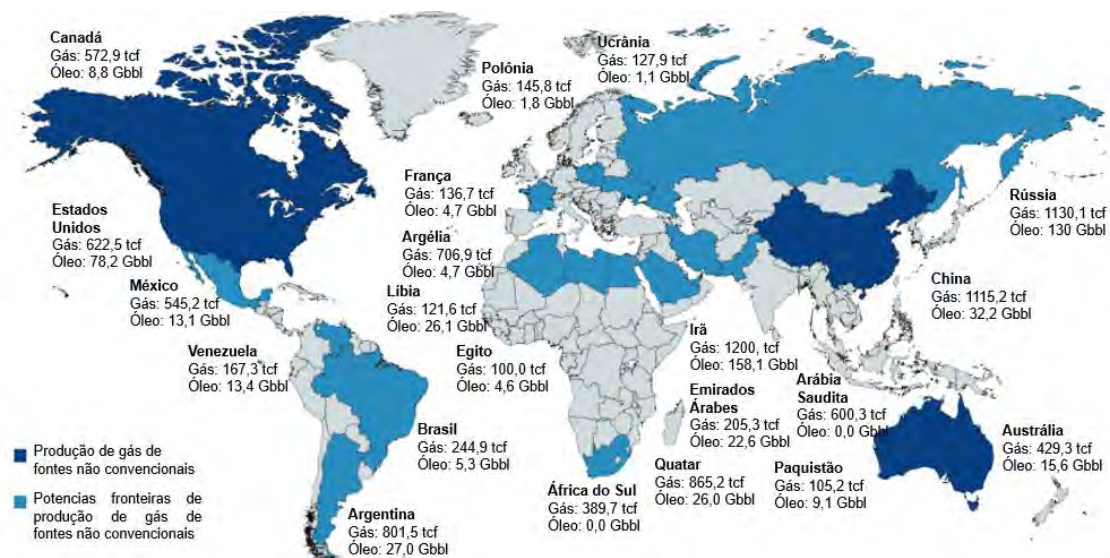 Canadá
Gás: 572,9 tcf
Óleo: 8,8 Gbbl
Ucrânia
Gás: 127,9 tcf
Óleo: 1,1 Gbbl
Polônia
Gás: 145,8 tcf
Óleo: 1,8 Gbbl
França
Gás: 136,7 tcf
Óleo: 4,7 Gbbl
Estados
Unidos
Gás: 622,5 tcf
Óleo: 78,2 Gbbl
Rússia
Gás: 1130,1 tcf
Óleo: 130 Gbbl
Argélia
Gás: 706,9 tcf
Óleo: 4,7 Gbbl
México
Gás: 545,2 tcf
Óleo: 13,1 Gbbl
China
Gás: 1115,2 tcf
Óleo: 32,2 Gbbl
Líbia
Gás: 121,6 tcf
Óleo: 26,1 Gbbl
Irã
Gás: 1200, tcf
Óleo: 158,1 Gbbl
Venezuela
Gás: 167,3 tcf
Óleo: 13,4 Gbbl
Egito
Gás: 100,0 tcf
Óleo: 4,6 Gbbl
Emirados
Árabes
Gás: 205,3 tcf
Óleo: 22,6 Gbbl
Arábia
Saudita
Gás: 600,3 tcf
Óleo: 0,0 Gbbl
Brasil
Gás: 244,9 tcf
Óleo: 5,3 Gbbl
Austrália
Gás: 429,3 tcf
Óleo: 15,6 Gbbl
Quatar
Gás: 865,2 tcf
Óleo: 26,0 Gbbl
Paquistão
Gás: 105,2 tcf
Óleo: 9,1 Gbbl
África do Sul
Gás: 389,7 tcf
Óleo: 0,0 Gbbl
Argentina
Gás: 801,5 tcf
Óleo: 27,0 Gbbl
Produção de gás de
fontes não convencionais
Potencias fronteiras de
produção de gás de
fontes não convencionais